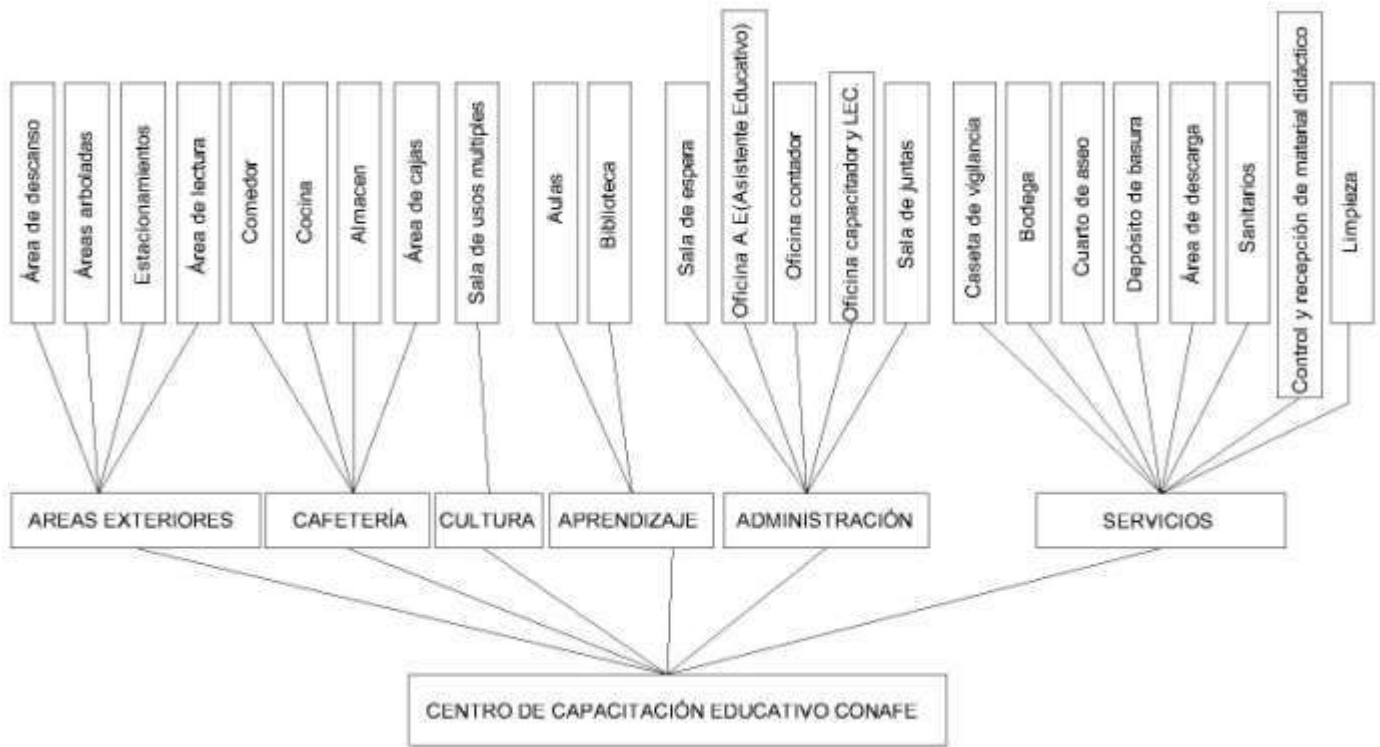 Área de descanso
Áreas arboladas
Estacionamientos
Área de lectura
Comedor
Cocina
Almacen
Área de cajas
Sala de usos multiples
Aulas
Biblioteca
Sala de espera
Oficina A. E(Asistente Educativo)
Oficina contador
Oficina capacitador y LEC.
Sala de juntas
Caseta de vigilancia
Bodega
Cuarto de aseo
Depósito de basura
Área de descarga
Sanitarios
Control y recepción de material didáctico
Limpieza
AREAS EXTERIORES
CAFETERÍA
CULTURA
APRENDIZAJE
ADMINISTRACIÓN
SERVICIOS
CENTRO DE CAPACITACIÓN EDUCATIVO CONAFE